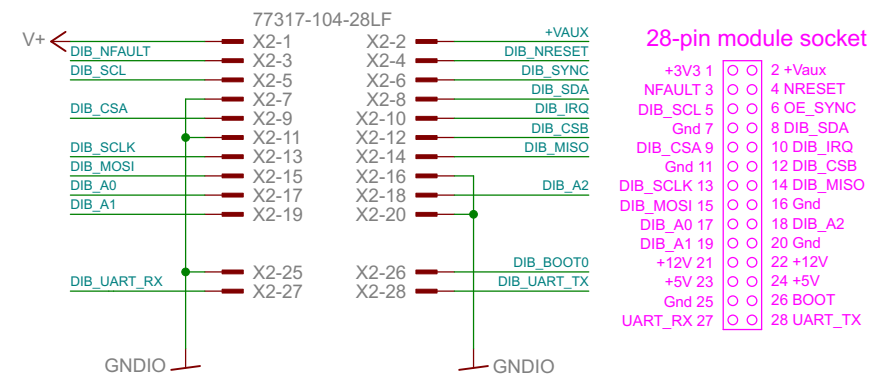 77317-104-28LF
V+ X2-1 X2-2 +VAUX
DIB_NFAULT X2-3 X2-4 DIB_NRESET
DIB_SCL X2-5 X2-6 DIB_SYNC
X2-7 X2-8 DIB_SDA
DIB_CSA X2-9 X2-10 DIB_IRQ
X2-11 X2-12 DIB_CSB
DIB_SCLK X2-13 X2-14 DIB_MISO
DIB_MOSI X2-15 X2-16
DIB_A0 X2-17 X2-18 DIB_A2
DIB_A1 X2-19 X2-20
X2-25 X2-26 DIB_BOOT0
DIB_UART_RX X2-27 X2-28 DIB_UART_TX
GNDIO GNDIO
28-pin module socket
+3V3 1 2 +Vaux
NFAULT 3 4 NRESET
DIB_SCL 5 6 OE_SYNC
Gnd 7 8 DIB_SDA
DIB_CSA 9 10 DIB_IRQ
Gnd 11 12 DIB_CSB
DIB_SCLK 13 14 DIB_MISO
DIB_MOSI 15 16 Gnd
DIB_A0 17 18 DIB_A2
DIB_A1 19 20 Gnd
+12V 21 22 +12V
+5V 23 24 +5V
Gnd 25 26 BOOT
UART_RX 27 28 UART_TX